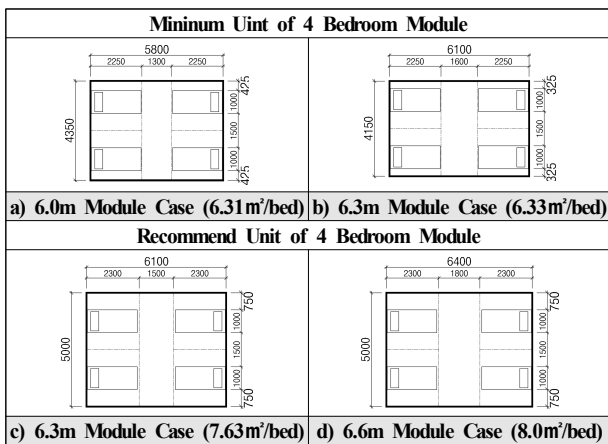 Mininum Uint of 4 Bedroom Module
5800
2250 1300 2250
4350
425
1000
1500
1000
425
6100
2250 1600 2250
4150
325
1000
1500
1000
325
a) 6.0m Module Case (6.31㎡/bed)
b) 6.3m Module Case (6.33㎡/bed)
Recommend Unit of 4 Bedroom Module
6100
2300 1500 2300
5000
750
1000
1500
1000
750
6400
2300 1800 2300
5000
750
1000
1500
1000
750
c) 6.3m Module Case (7.63㎡/bed)
d) 6.6m Module Case (8.0㎡/bed)